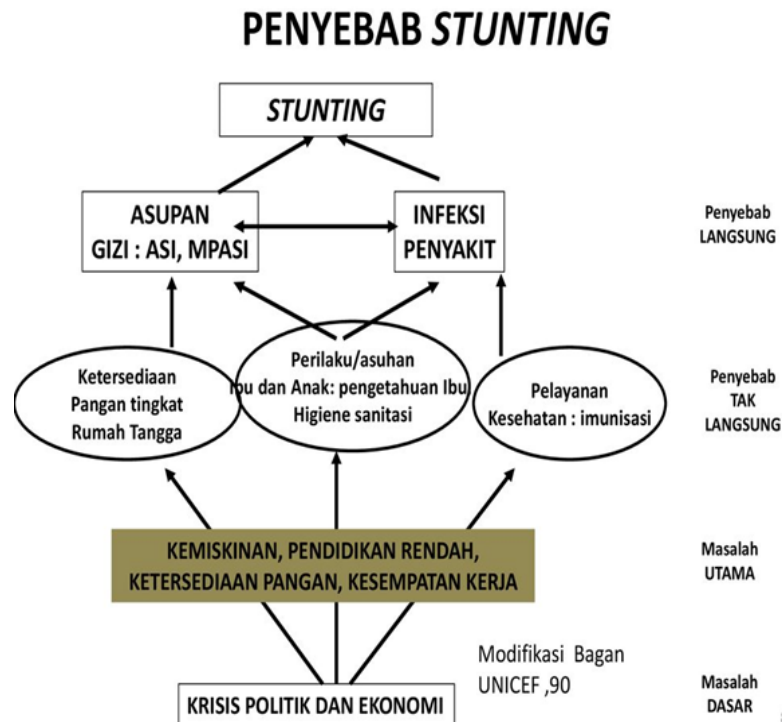 PENYEBAB STUNTING
STUNTING
ASUPAN
GIZI : ASI, MPASI
INFEKSI
PENYAKIT
Penyebab
LANGSUNG
Ketersediaan
Pangan tingkat
Rumah Tangga
Perilaku/asuhan
Ibu dan Anak: pengetahuan Ibu
Higiene sanitasi
Pelayanan
Kesehatan : imunisasi
Penyebab
TAK
LANGSUNG
KEMISKINAN, PENDIDIKAN RENDAH,
KETERSEDIAAN PANGAN, KESEMPATAN KERJA
Masalah
UTAMA
Modifikasi Bagan
UNICEF ,90
KRISIS POLITIK DAN EKONOMI
Masalah
DASAR